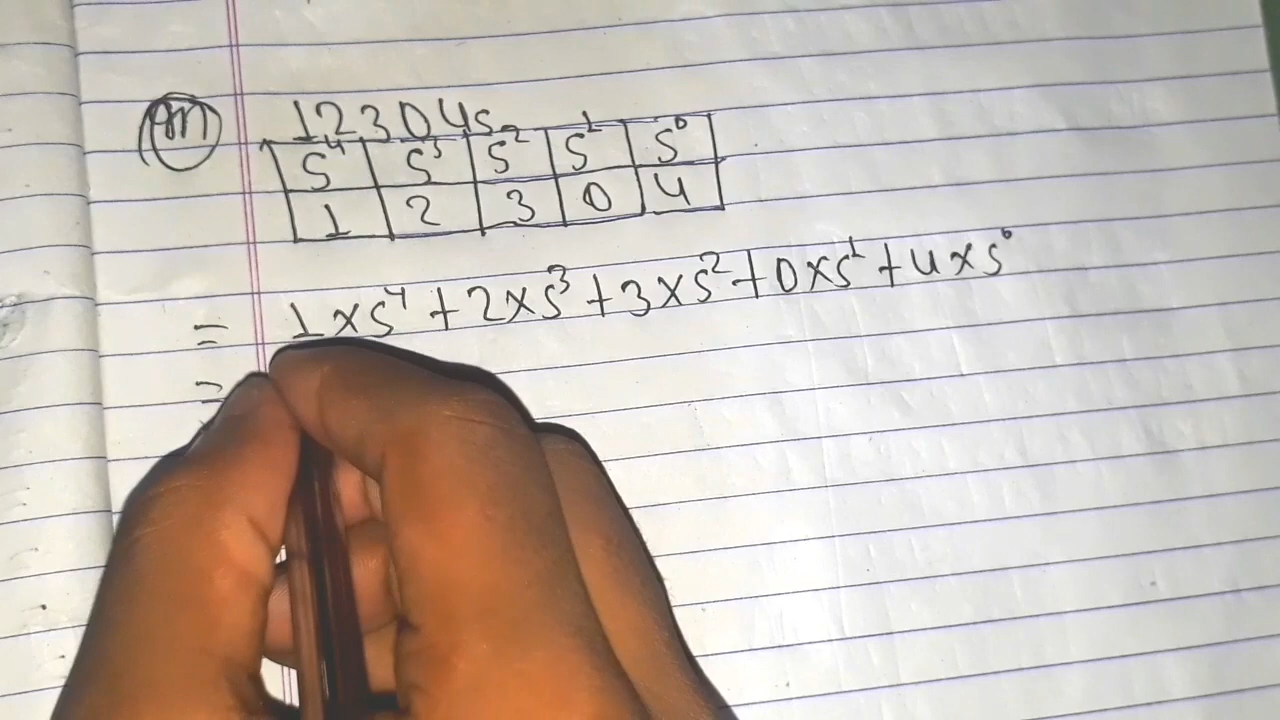 Ans 12304₅
5⁴ 5³ 5² 5¹ 5⁰
1 2 3 0 4
= 1×5⁴+2×5³+3×5²+0×5¹+4×5⁰
=